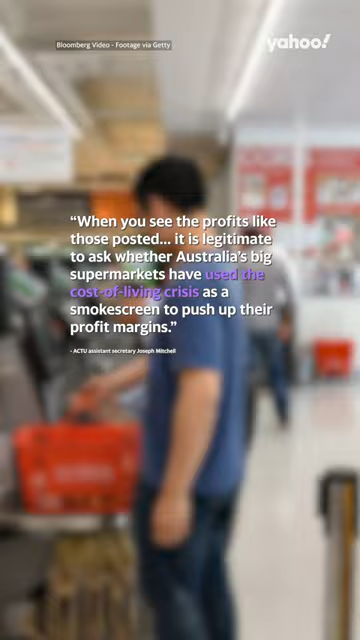 Bloomberg Video - Footage via Getty
yahoo!
“When you see the profits like
those posted... it is legitimate
to ask whether Australia’s big
supermarkets have used the
cost-of-living crisis as a
smokescreen to push up their
profit margins.”
- ACTU assistant secretary Joseph Mitchell